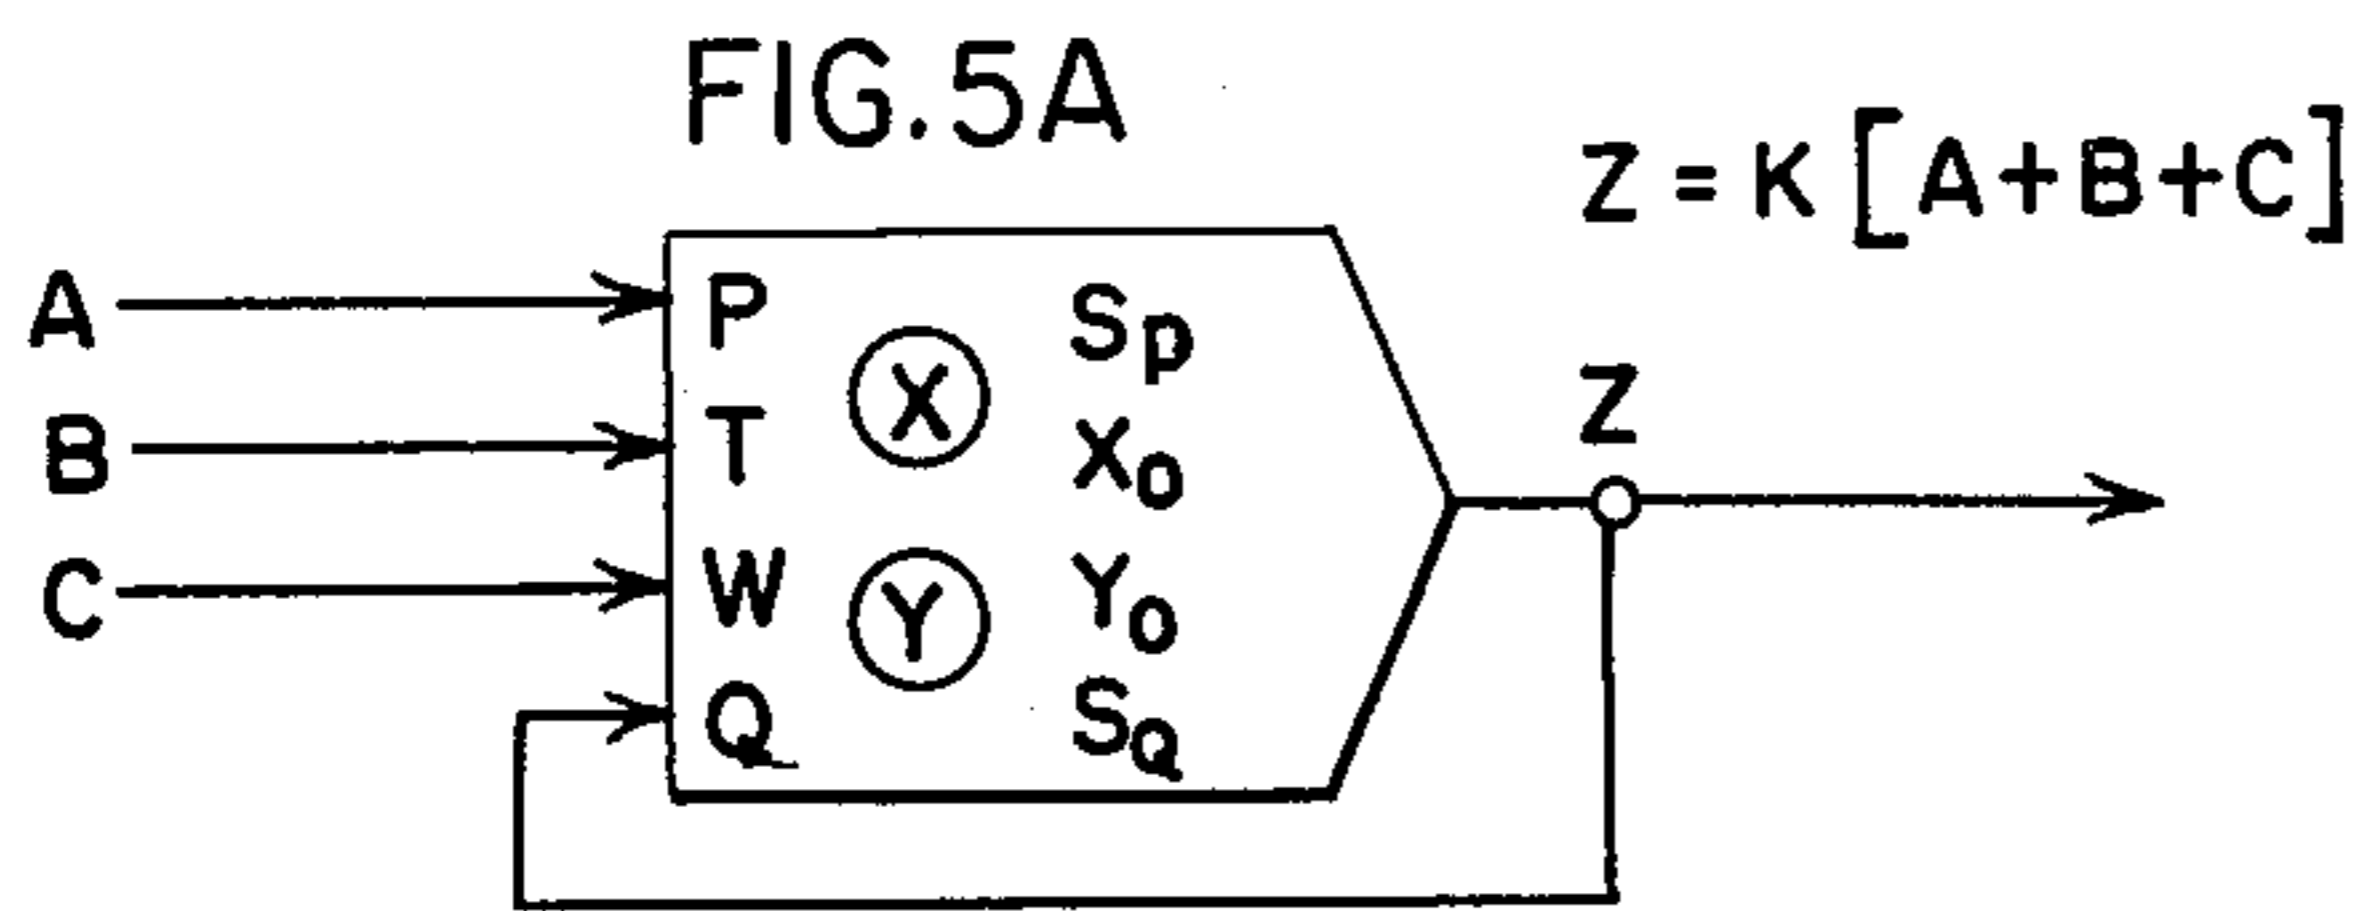 FIG.5A
Z = K [A+B+C]
A P Sp
X
B T Xo Z
C W Yo
Y
Q SQ